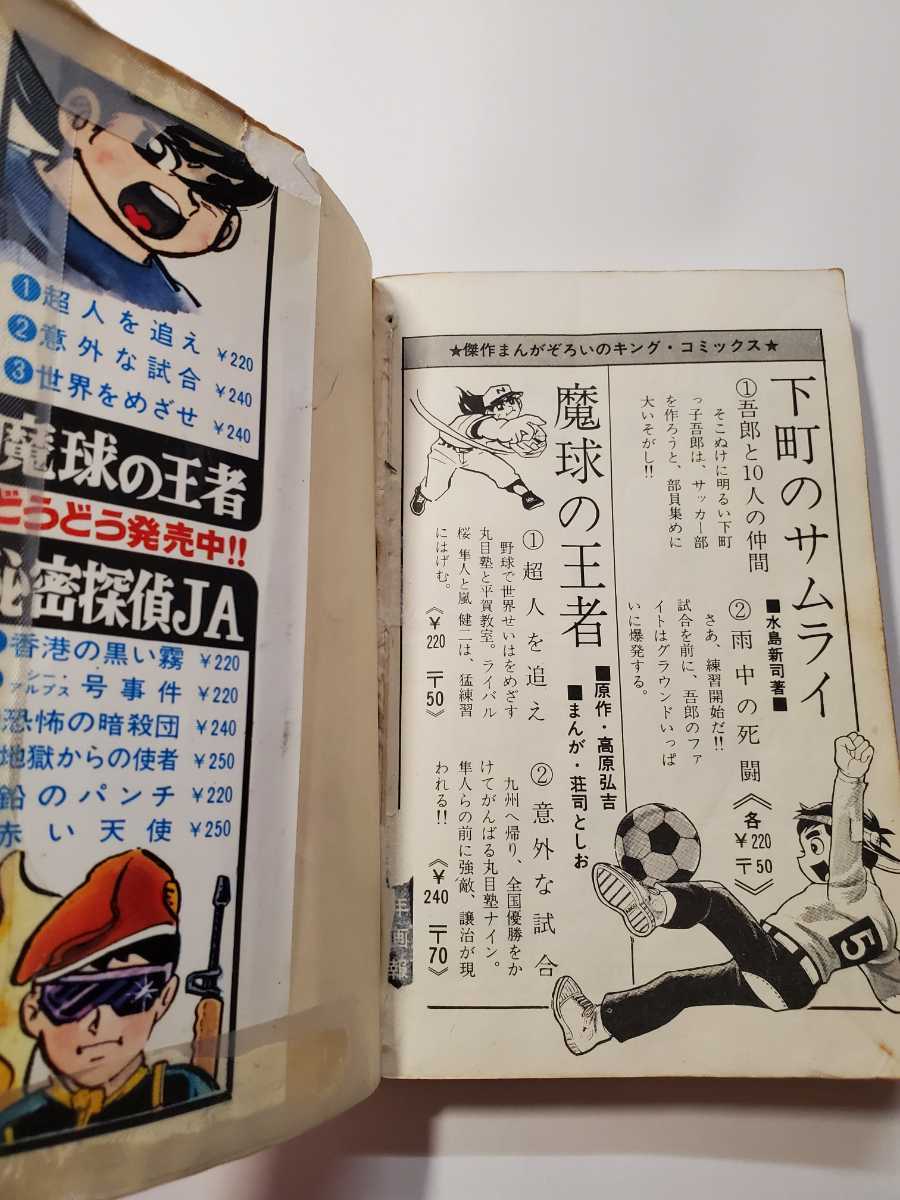 ①超人を追え ¥220
②意外な試合 ¥240
③世界をめざせ ¥240
魔球の王者
どうどう発売中!!
秘密探偵JA
香港の黒い霧 ¥220
シー・アルプス号事件 ¥220
恐怖の暗殺団 ¥240
地獄からの使者 ¥250
鉛のパンチ ¥220
赤い天使 ¥250
★傑作まんがぞろいのキング・コミックス★
下町のサムライ
■水島新司著■
①吾郎と10人の仲間
そこぬけに明るい下町
っ子吾郎は、サッカー部
を作ろうと、部員集めに
大いそがし!!
②雨中の死闘
さあ、練習開始だ!!
試合を前に、吾郎のファ
イトはグラウンドいっぱ
いに爆発する。
《各¥220 〒50》
5
魔球の王者
■原作・高原弘吉
■まんが・荘司としお
N
①超人を追え
野球で世界せいはをめざす
丸目塾と平賀教室。ライバル
桜隼人と嵐健二は、猛練習
にはげむ。
《¥220 〒50》
②意外な試合
九州へ帰り、全国優勝をか
けてがんばる丸目塾ナイン。
隼人らの前に強敵、譲治が現
われる!!
《¥240 〒70》